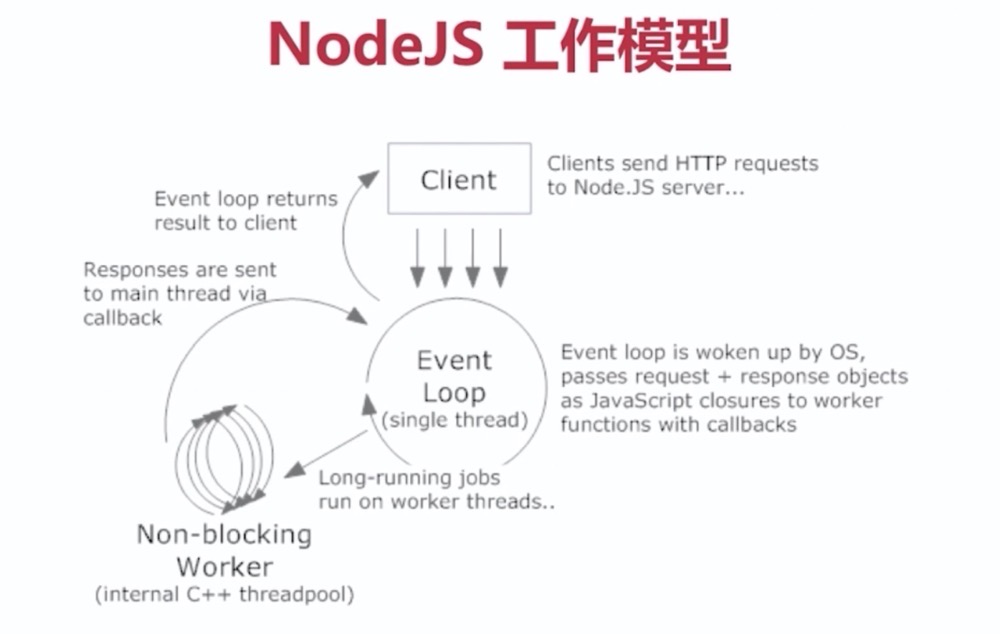 NodeJS 工作模型
Client
Clients send HTTP requests
to Node.JS server...
Event loop returns
result to client
Responses are sent
to main thread via
callback
Event
Loop
(single thread)
Event loop is woken up by OS,
passes request + response objects
as JavaScript closures to worker
functions with callbacks
Long-running jobs
run on worker threads..
Non-blocking
Worker
(internal C++ threadpool)